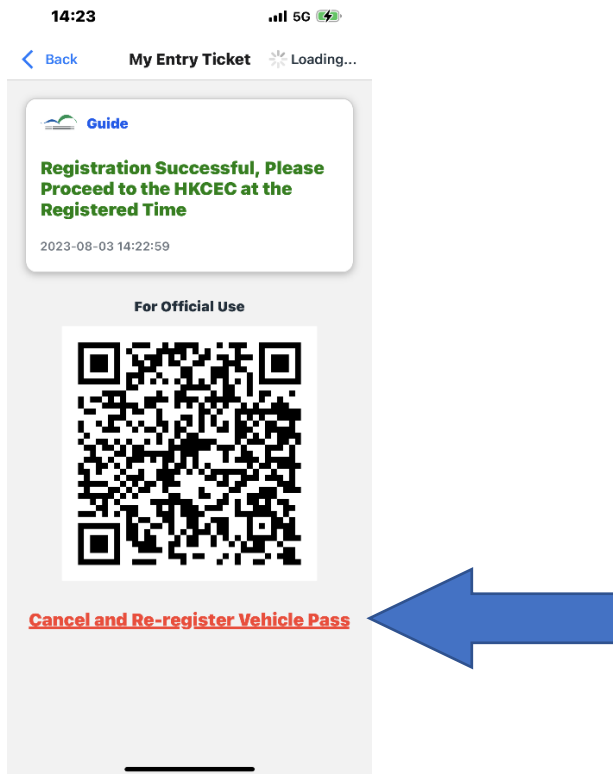 14:23 5G
Back My Entry Ticket Loading...
Guide
Registration Successful, Please
Proceed to the HKCEC at the
Registered Time
2023-08-03 14:22:59
For Official Use
Cancel and Re-register Vehicle Pass